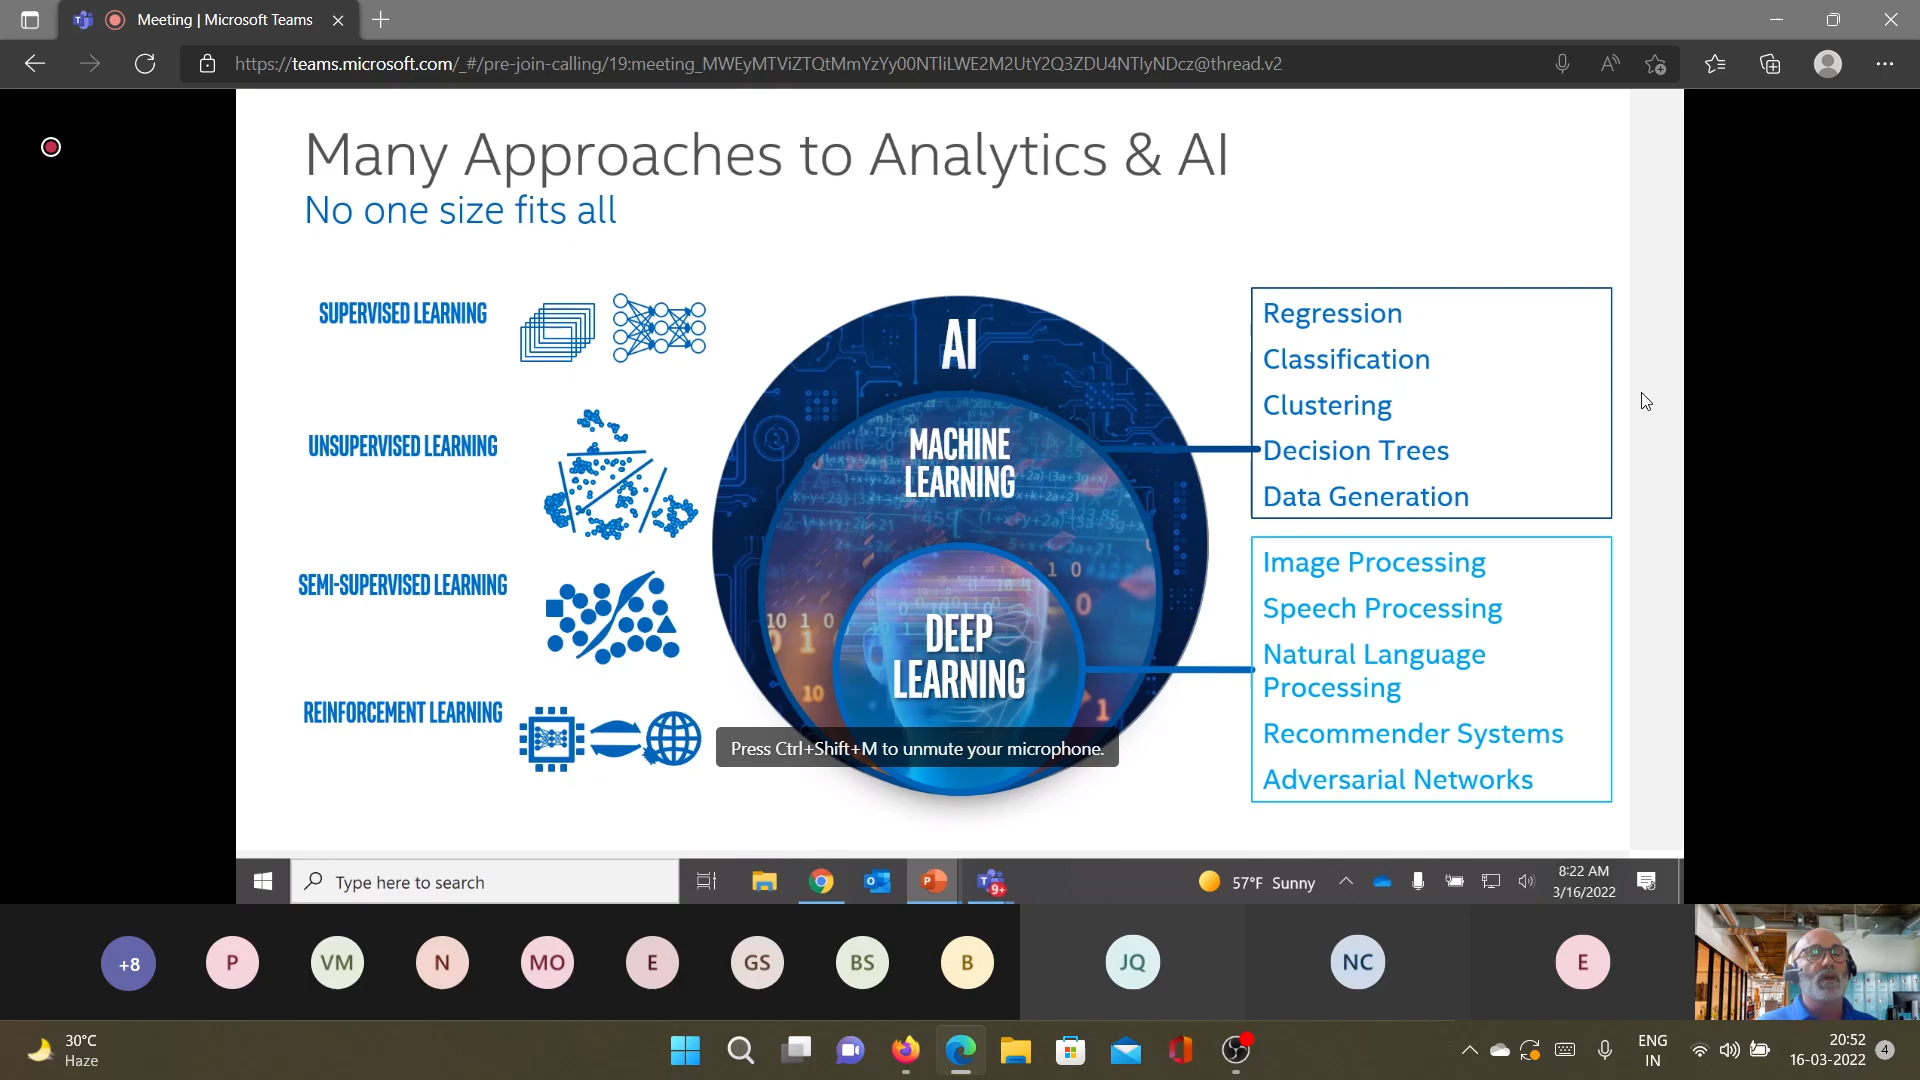 Meeting | Microsoft Teams
https://teams.microsoft.com/_#/pre-join-calling/19:meeting_MWEyMTViZTQtMmYzYy00NTliLWE2M2UtY2Q3ZDU4NTIyNDcz@thread.v2
Many Approaches to Analytics & AI
No one size fits all
SUPERVISED LEARNING
UNSUPERVISED LEARNING
SEMI-SUPERVISED LEARNING
REINFORCEMENT LEARNING
AI
MACHINE
LEARNING
DEEP
LEARNING
Press Ctrl+Shift+M to unmute your microphone.
Regression
Classification
Clustering
Decision Trees
Data Generation
Image Processing
Speech Processing
Natural Language
Processing
Recommender Systems
Adversarial Networks
Type here to search
9+
57°F Sunny
8:22 AM
3/16/2022
+8
P
VM
N
MO
E
GS
BS
B
JQ
NC
E
30°C
Haze
ENG
IN
20:52
16-03-2022
4